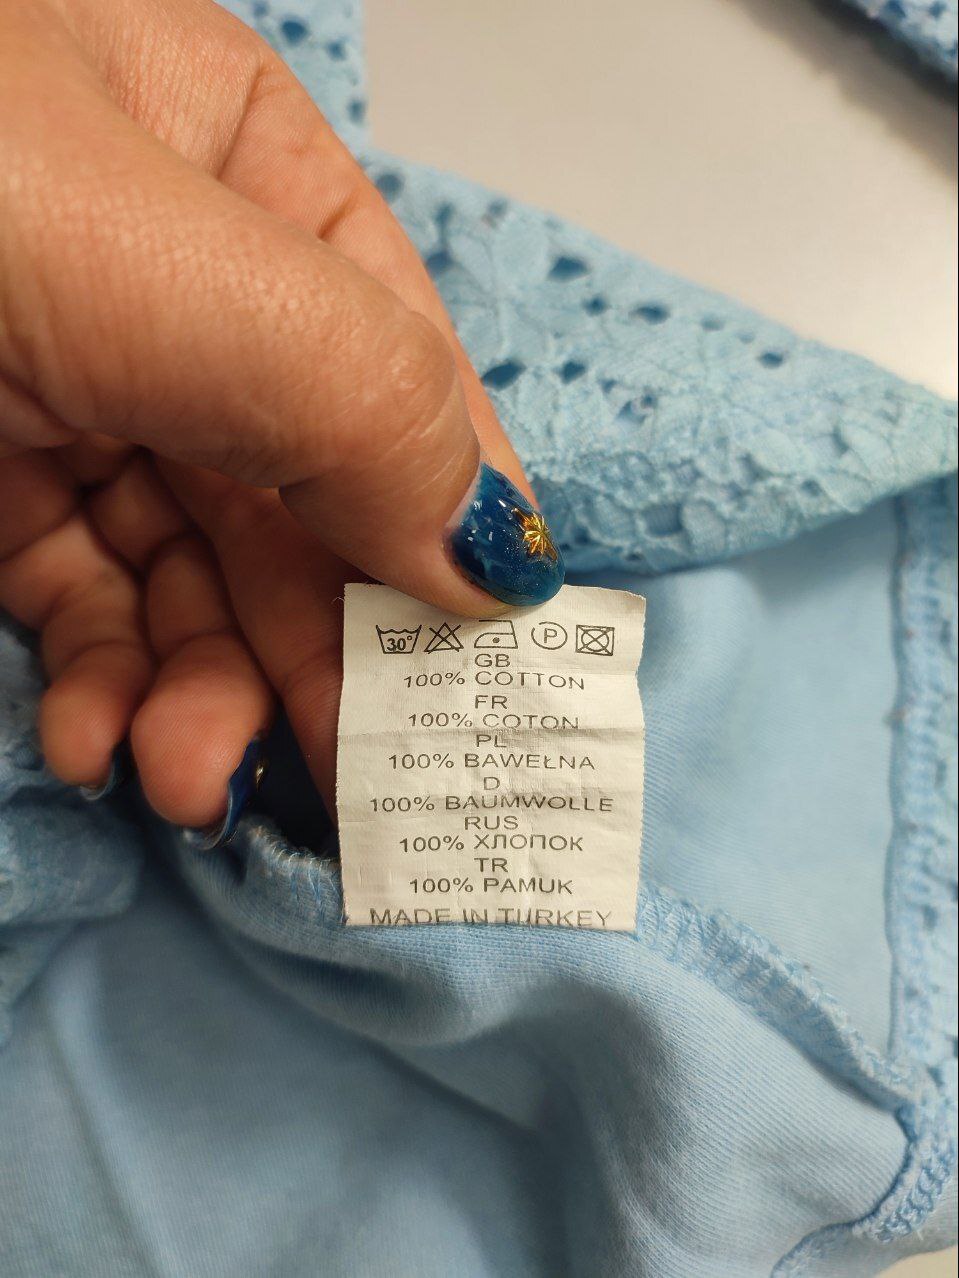 30° P
GB
100% COTTON
FR
100% COTON
PL
100% BAWEŁNA
D
100% BAUMWOLLE
RUS
100% ХЛОПОК
TR
100% PAMUK
MADE IN TURKEY